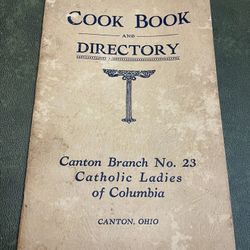 COOK BOOK
AND
DIRECTORY
Canton Branch No. 23
Catholic Ladies
of Columbia
CANTON, OHIO